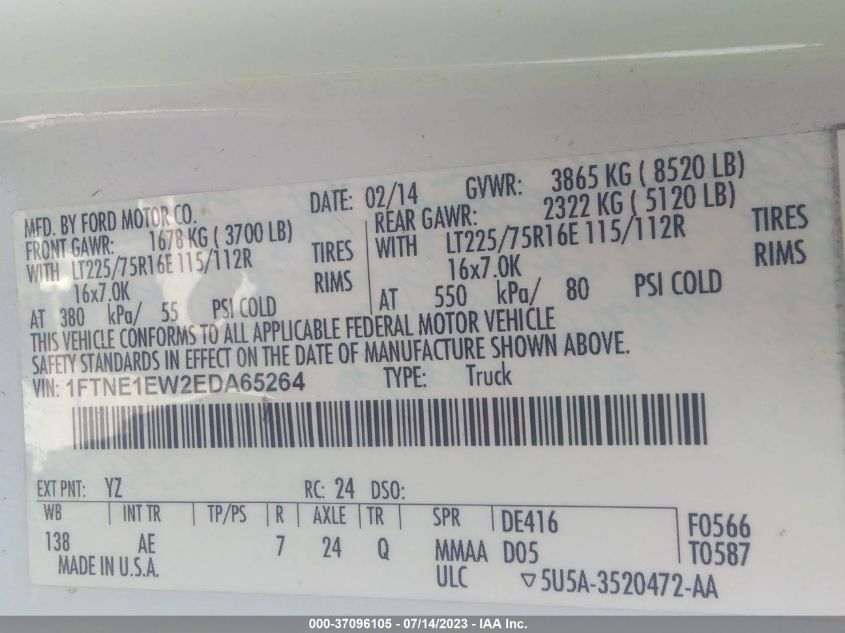 MFD. BY FORD MOTOR CO. DATE: 02/14 GVWR: 3865 KG ( 8520 LB)
FRONT GAWR: 1678 KG ( 3700 LB) REAR GAWR: 2322 KG ( 5120 LB)
WITH LT225/75R16E 115/112R TIRES WITH LT225/75R16E 115/112R TIRES
16x7.0K RIMS 16x7.0K RIMS
AT 380 kPa/ 55 PSI COLD AT 550 kPa/ 80 PSI COLD
THIS VEHICLE CONFORMS TO ALL APPLICABLE FEDERAL MOTOR VEHICLE
SAFETY STANDARDS IN EFFECT ON THE DATE OF MANUFACTURE SHOWN ABOVE.
VIN: 1FTNE1EW2EDA65264 TYPE: Truck
EXT PNT: YZ RC: 24 DSO:
WB INT TR TP/PS R AXLE TR SPR DE416 F0566
138 AE 7 24 Q MMAA D05 T0587
MADE IN U.S.A. ULC ▽5U5A-3520472-AA
000-37096105 - 07/14/2023 - IAA Inc.